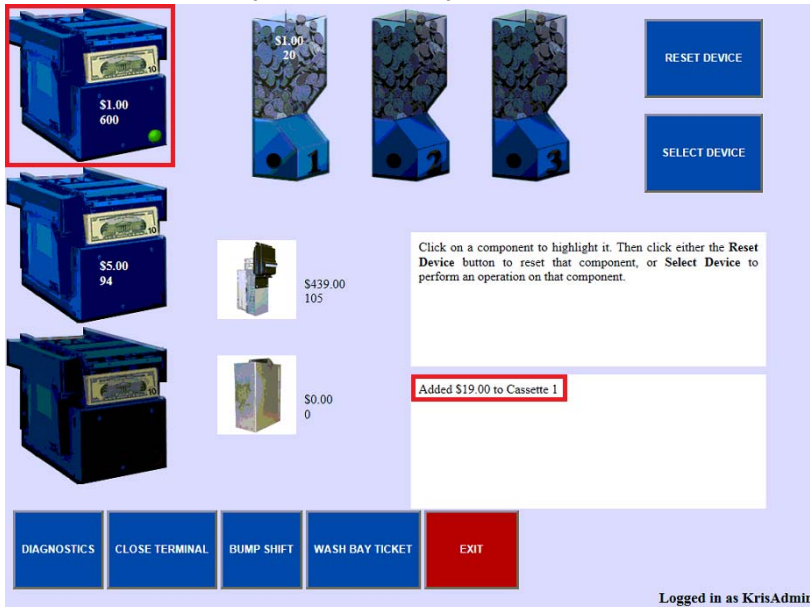 $1.00
600
$1.00
20
1
2
3
RESET DEVICE
SELECT DEVICE
$5.00
94
$439.00
105
Click on a component to highlight it. Then click either the Reset
Device button to reset that component, or Select Device to
perform an operation on that component.
$0.00
0
Added $19.00 to Cassette 1
DIAGNOSTICS
CLOSE TERMINAL
BUMP SHIFT
WASH BAY TICKET
EXIT
Logged in as KrisAdmin